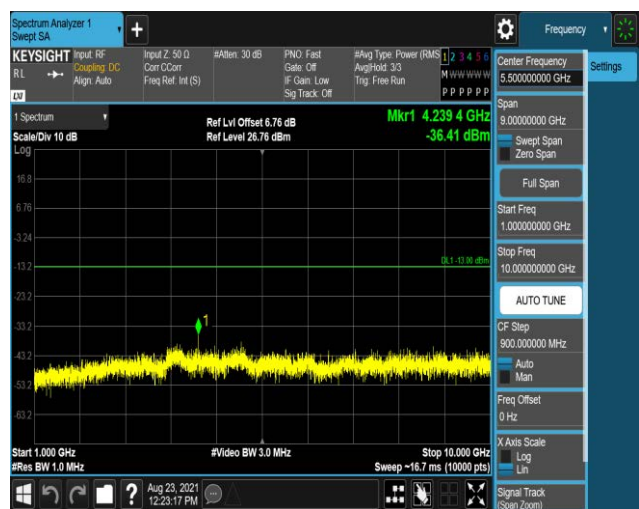 Spectrum Analyzer 1
Swept SA
+
Frequency
KEYSIGHT
RL
LXI
Input: RF
Coupling: DC
Align: Auto
Input Z: 50 Ω
Corr CCorr
Freq Ref: Int (S)
#Atten: 30 dB
PNO: Fast
Gate: Off
IF Gain: Low
Sig Track: Off
#Avg Type: Power (RMS
Avg|Hold: 3/3
Trig: Free Run
1 2 3 4 5 6
M W W W W W
P P P P P P
Center Frequency
5.500000000 GHz
Settings
Span
9.00000000 GHz
Swept Span
Zero Span
Full Span
Start Freq
1.000000000 GHz
Stop Freq
10.000000000 GHz
AUTO TUNE
CF Step
900.000000 MHz
Auto
Man
Freq Offset
0 Hz
X Axis Scale
Log
Lin
Signal Track
(Span Zoom)
1 Spectrum
Scale/Div 10 dB
Log
Ref Lvl Offset 6.76 dB
Ref Level 26.76 dBm
Mkr1 4.239 4 GHz
-36.41 dBm
16.8
6.76
-3.24
-13.2
-23.2
-33.2
-43.2
-53.2
-63.2
DL1 -13.00 dBm
1
Start 1.000 GHz
#Res BW 1.0 MHz
#Video BW 3.0 MHz
Stop 10.000 GHz
Sweep ~16.7 ms (10000 pts)
?
Aug 23, 2021
12:23:17 PM